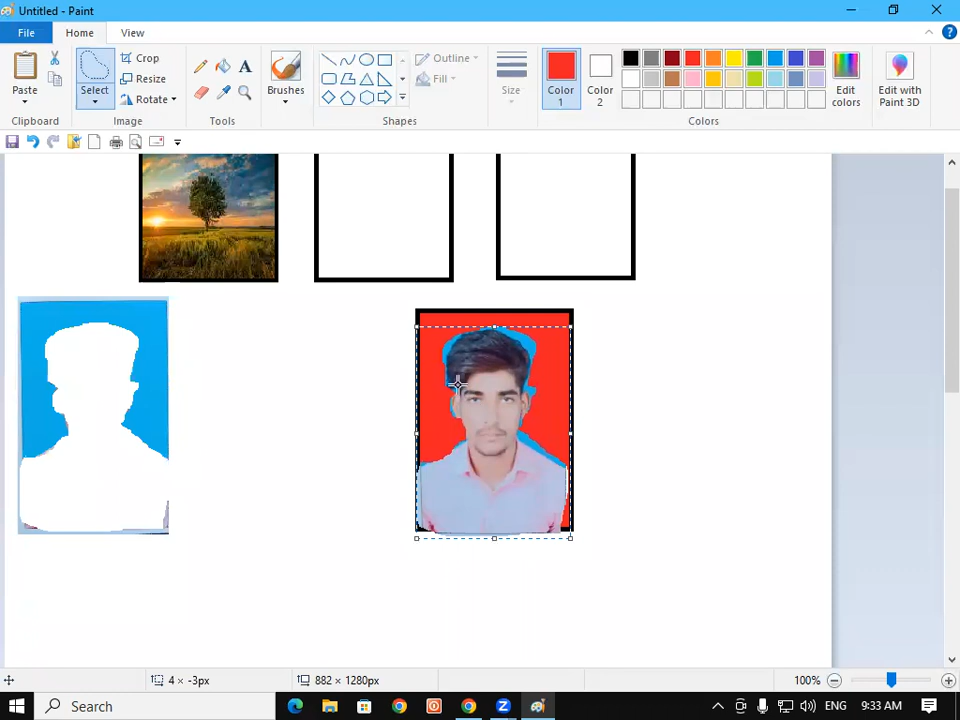 Untitled - Paint
File Home View
Paste
Select
Crop
Resize
Rotate
A
Brushes
Outline
Fill
Size
Color 1
Color 2
Edit colors
Edit with Paint 3D
Clipboard Image Tools Shapes Colors
4 × -3px 882 × 1280px 100%
Search ENG 9:33 AM